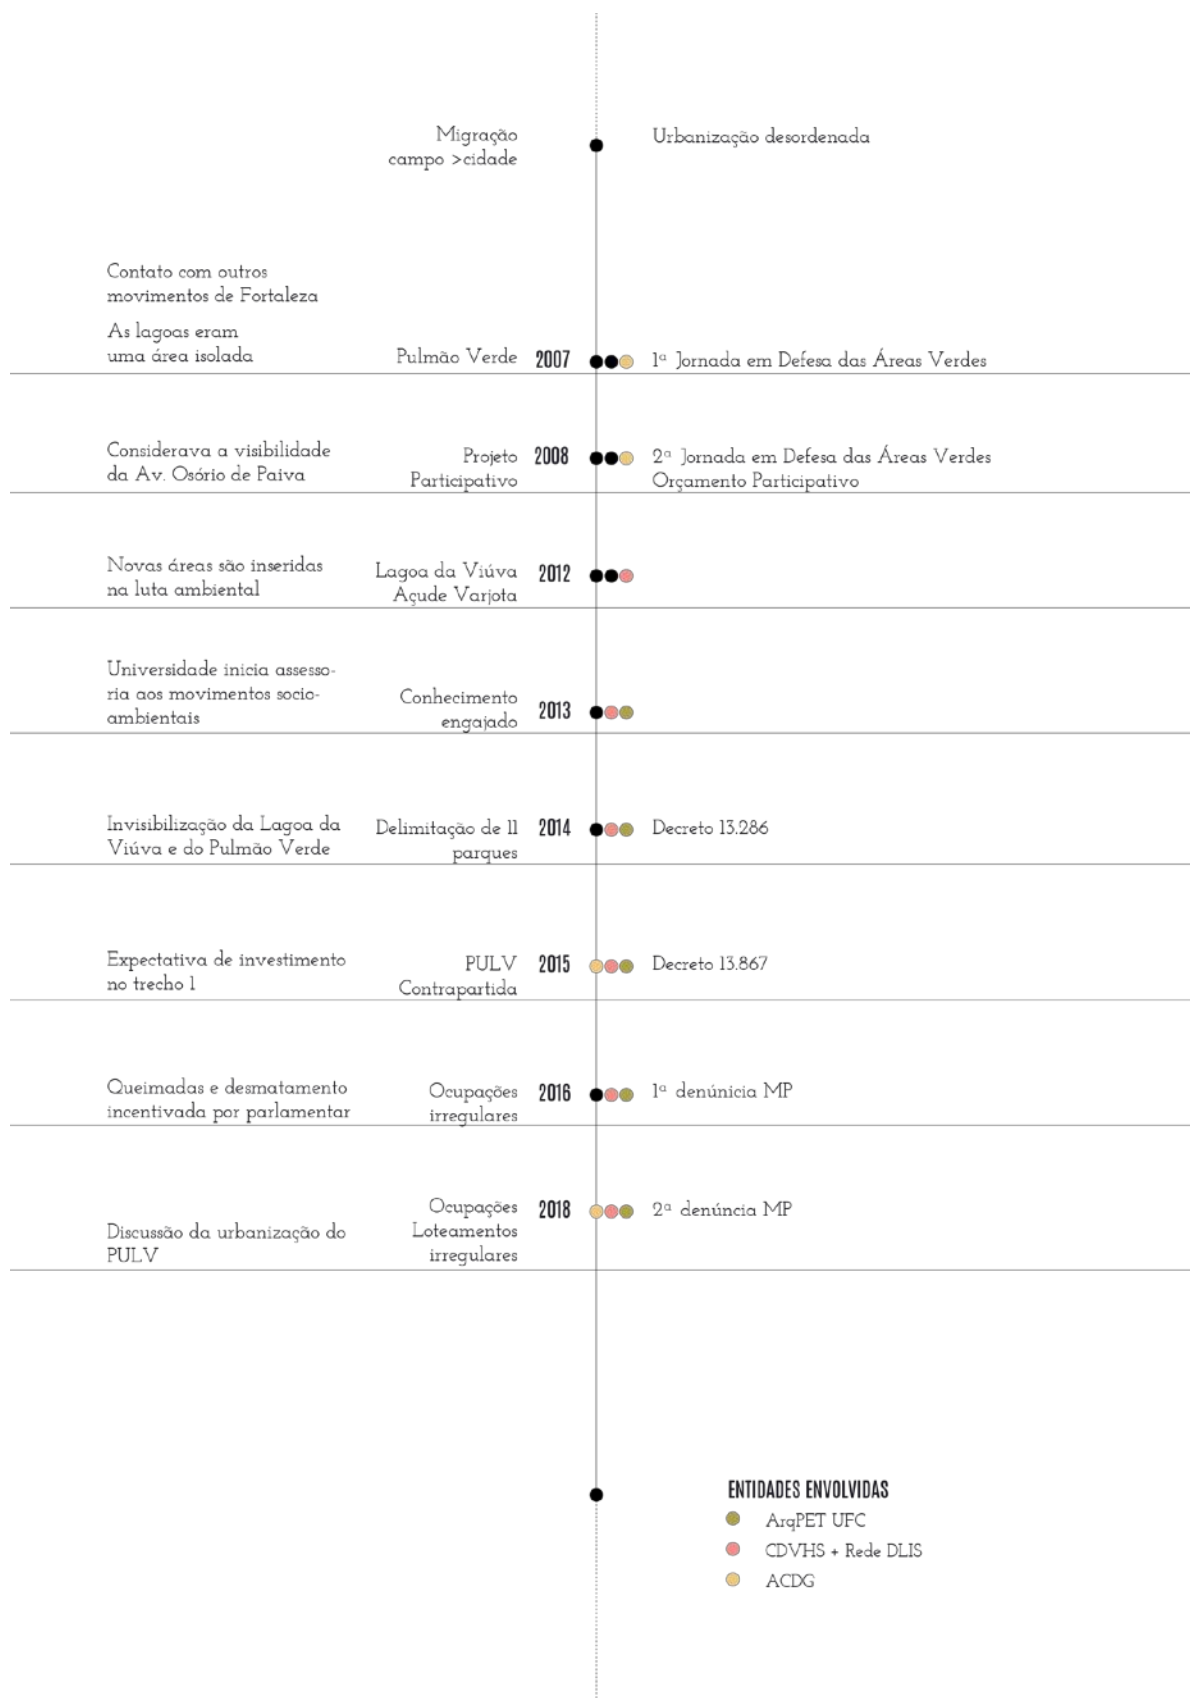 Migração
campo >cidade
Urbanização desordenada
Contato com outros
movimentos de Fortaleza
As lagoas eram
uma área isolada
Pulmão Verde
2007
1ª Jornada em Defesa das Áreas Verdes
Considerava a visibilidade
da Av. Osório de Paiva
Projeto
Participativo
2008
2ª Jornada em Defesa das Áreas Verdes
Orçamento Participativo
Novas áreas são inseridas
na luta ambiental
Lagoa da Viúva
Açude Varjota
2012
Universidade inicia assesso-
ria aos movimentos socio-
ambientais
Conhecimento
engajado
2013
Invisibilização da Lagoa da
Viúva e do Pulmão Verde
Delimitação de 11
parques
2014
Decreto 13.286
Expectativa de investimento
no trecho 1
PULV
Contrapartida
2015
Decreto 13.867
Queimadas e desmatamento
incentivada por parlamentar
Ocupações
irregulares
2016
1ª denúnicia MP
Discussão da urbanização do
PULV
Ocupações
Loteamentos
irregulares
2018
2ª denúncia MP
ENTIDADES ENVOLVIDAS
ArqPET UFC
CDVHS + Rede DLIS
ACDG